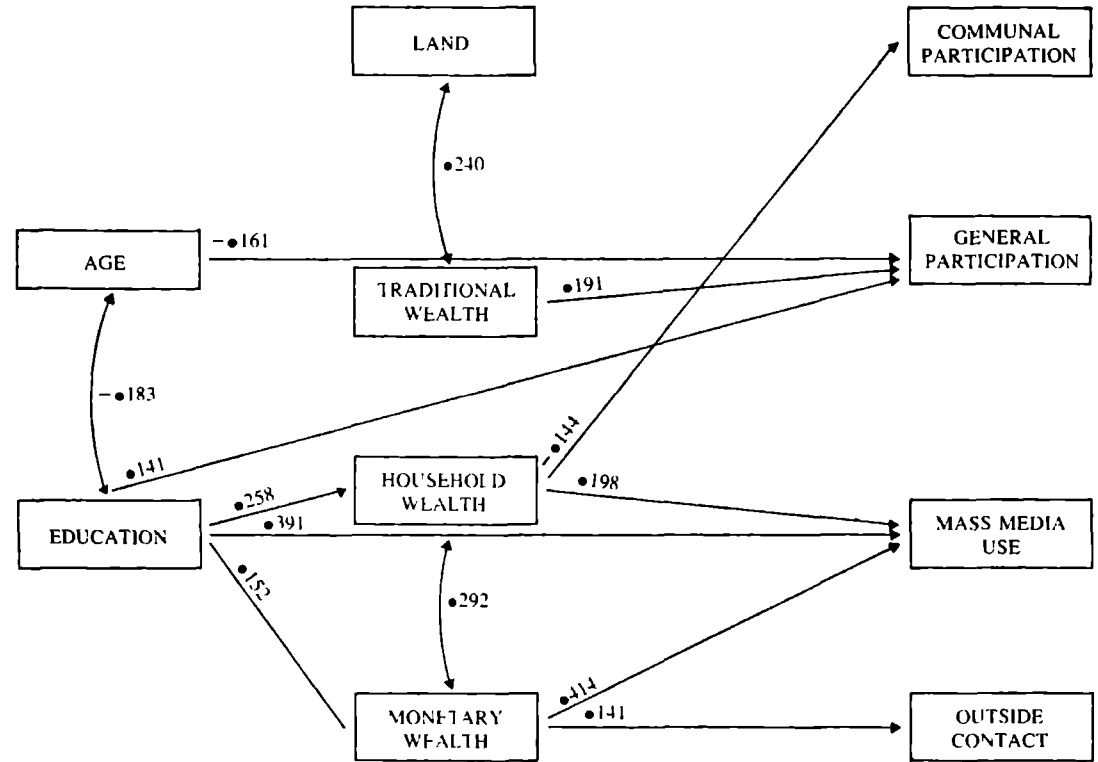 LAND
COMMUNAL
PARTICIPATION
•240
AGE
-•161
GENERAL
PARTICIPATION
TRADITIONAL
WEALTH
•191
-•183
•141
HOUSEHOLD
WEALTH
-•144
•198
•258
•391
EDUCATION
MASS MEDIA
USE
•152
•292
•414
•141
MONETARY
WEALTH
OUTSIDE
CONTACT